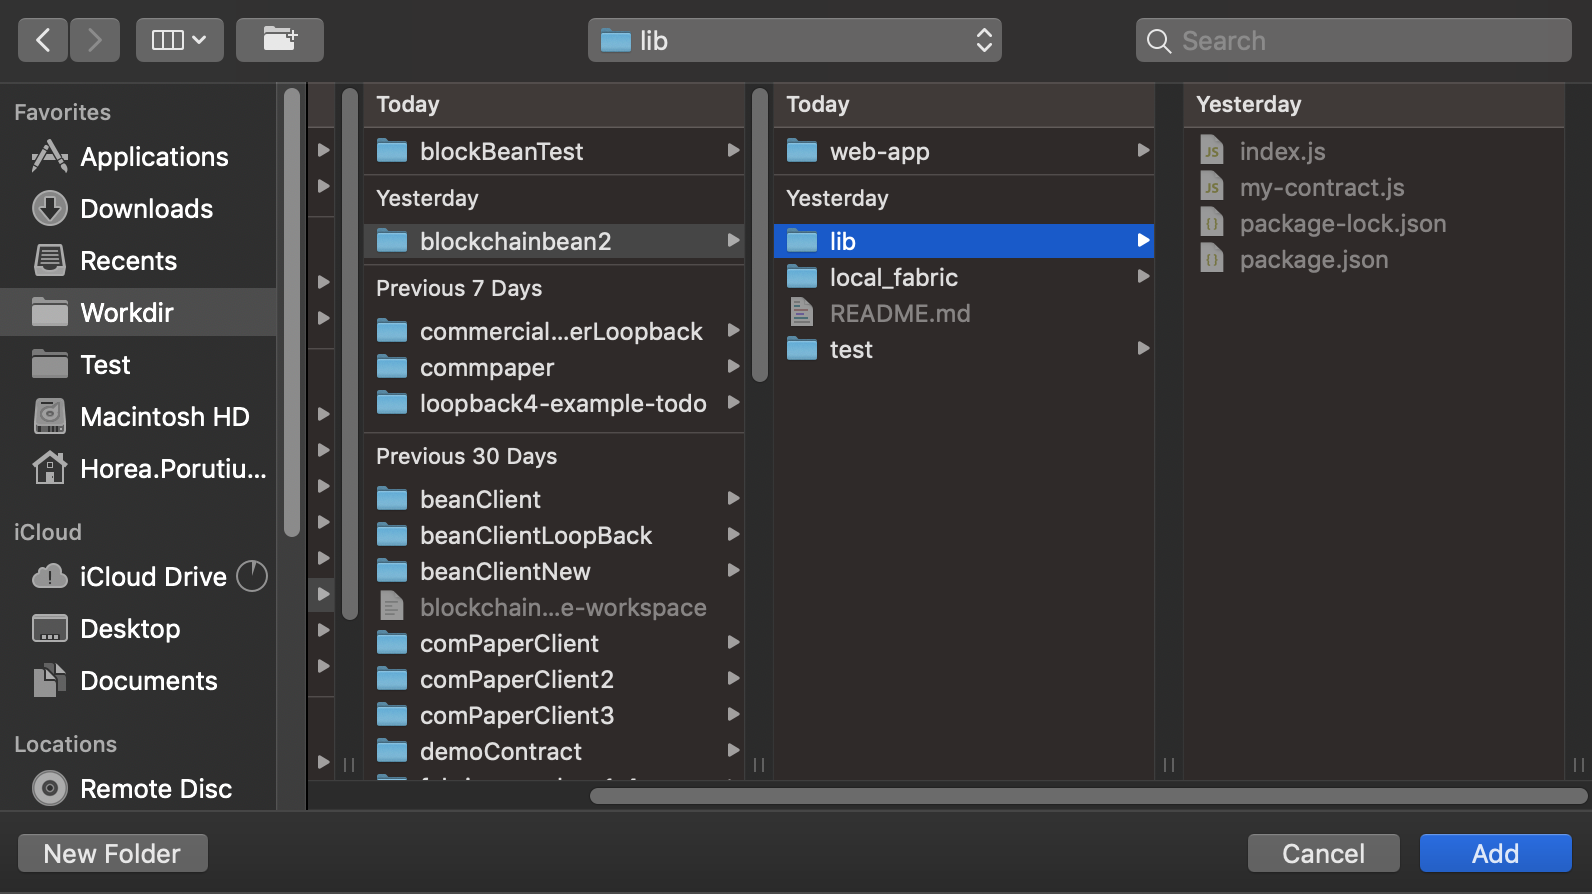 lib
Search
Favorites
Applications
Downloads
Recents
Workdir
Test
Macintosh HD
Horea.Porutiu...
iCloud
iCloud Drive
Desktop
Documents
Locations
Remote Disc
Today
blockBeanTest
Yesterday
blockchainbean2
Previous 7 Days
commercial...erLoopback
commpaper
loopback4-example-todo
Previous 30 Days
beanClient
beanClientLoopBack
beanClientNew
blockchain...e-workspace
comPaperClient
comPaperClient2
comPaperClient3
demoContract
Today
web-app
Yesterday
lib
local_fabric
README.md
test
Yesterday
index.js
my-contract.js
package-lock.json
package.json
New Folder
Cancel
Add